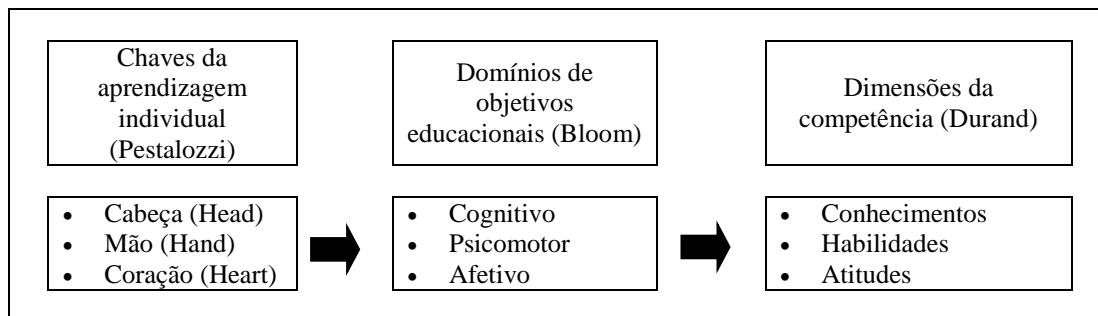 Chaves da
aprendizagem
individual
(Pestalozzi)
Domínios de
objetivos
educacionais (Bloom)
Dimensões da
competência (Durand)
• Cabeça (Head)
• Mão (Hand)
• Coração (Heart)
• Cognitivo
• Psicomotor
• Afetivo
• Conhecimentos
• Habilidades
• Atitudes